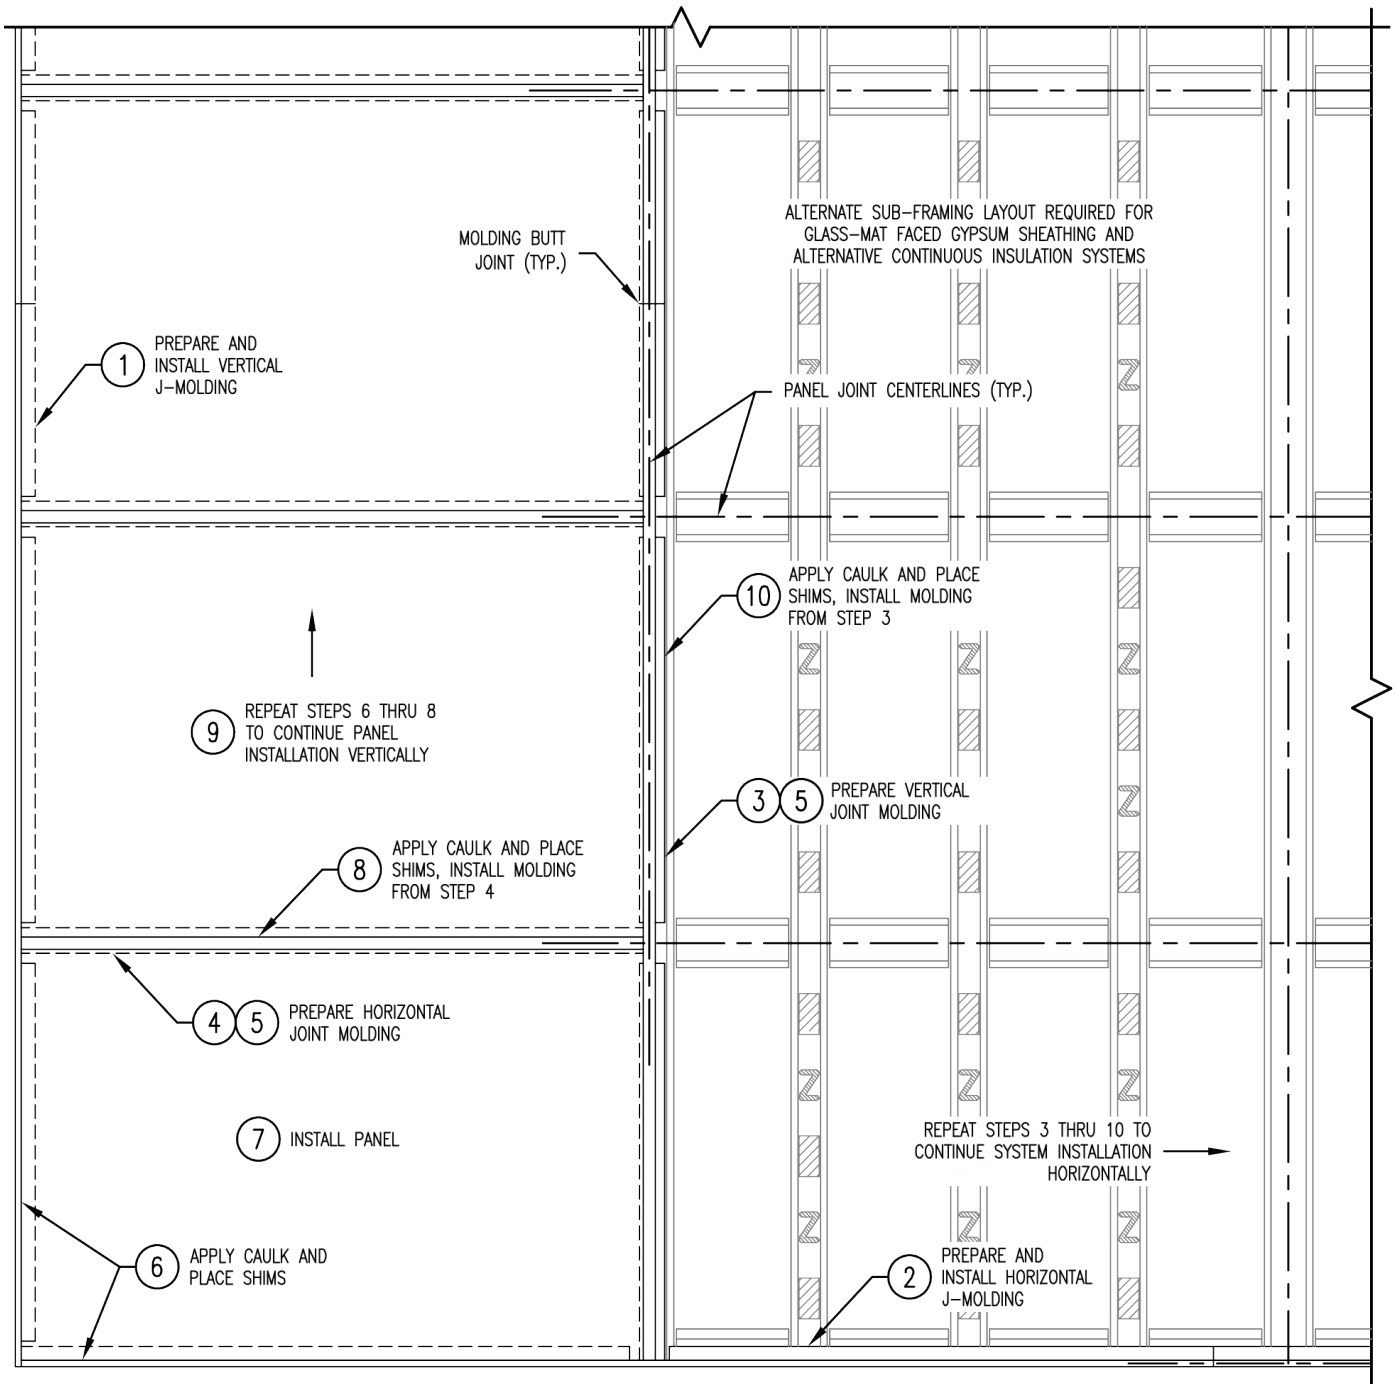 ALTERNATE SUB-FRAMING LAYOUT REQUIRED FOR
GLASS-MAT FACED GYPSUM SHEATHING AND
ALTERNATIVE CONTINUOUS INSULATION SYSTEMS
MOLDING BUTT
JOINT (TYP.)
1
PREPARE AND
INSTALL VERTICAL
J-MOLDING
PANEL JOINT CENTERLINES (TYP.)
10
APPLY CAULK AND PLACE
SHIMS, INSTALL MOLDING
FROM STEP 3
9
REPEAT STEPS 6 THRU 8
TO CONTINUE PANEL
INSTALLATION VERTICALLY
3 5
PREPARE VERTICAL
JOINT MOLDING
8
APPLY CAULK AND PLACE
SHIMS, INSTALL MOLDING
FROM STEP 4
4 5
PREPARE HORIZONTAL
JOINT MOLDING
7 INSTALL PANEL
REPEAT STEPS 3 THRU 10 TO
CONTINUE SYSTEM INSTALLATION
HORIZONTALLY
6
APPLY CAULK AND
PLACE SHIMS
2
PREPARE AND
INSTALL HORIZONTAL
J-MOLDING